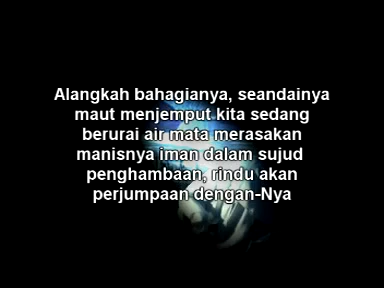 Alangkah bahagianya, seandainya
maut menjemput kita sedang
berurai air mata merasakan
manisnya iman dalam sujud
penghambaan, rindu akan
perjumpaan dengan-Nya